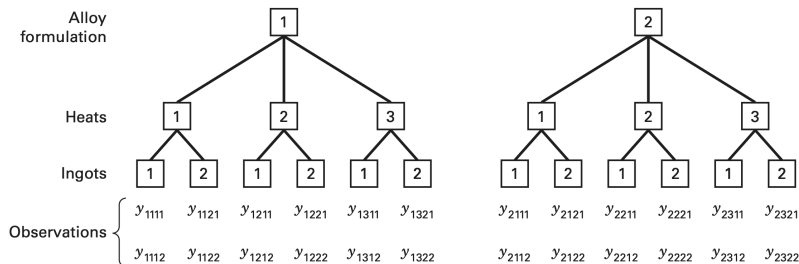 Alloy
formulation
1 2
Heats
1 2 3 1 2 3
Ingots
1 2 1 2 1 2 1 2 1 2 1 2
Observations
y1111 y1121 y1211 y1221 y1311 y1321 y2111 y2121 y2211 y2221 y2311 y2321
y1112 y1122 y1212 y1222 y1312 y1322 y2112 y2122 y2212 y2222 y2312 y2322